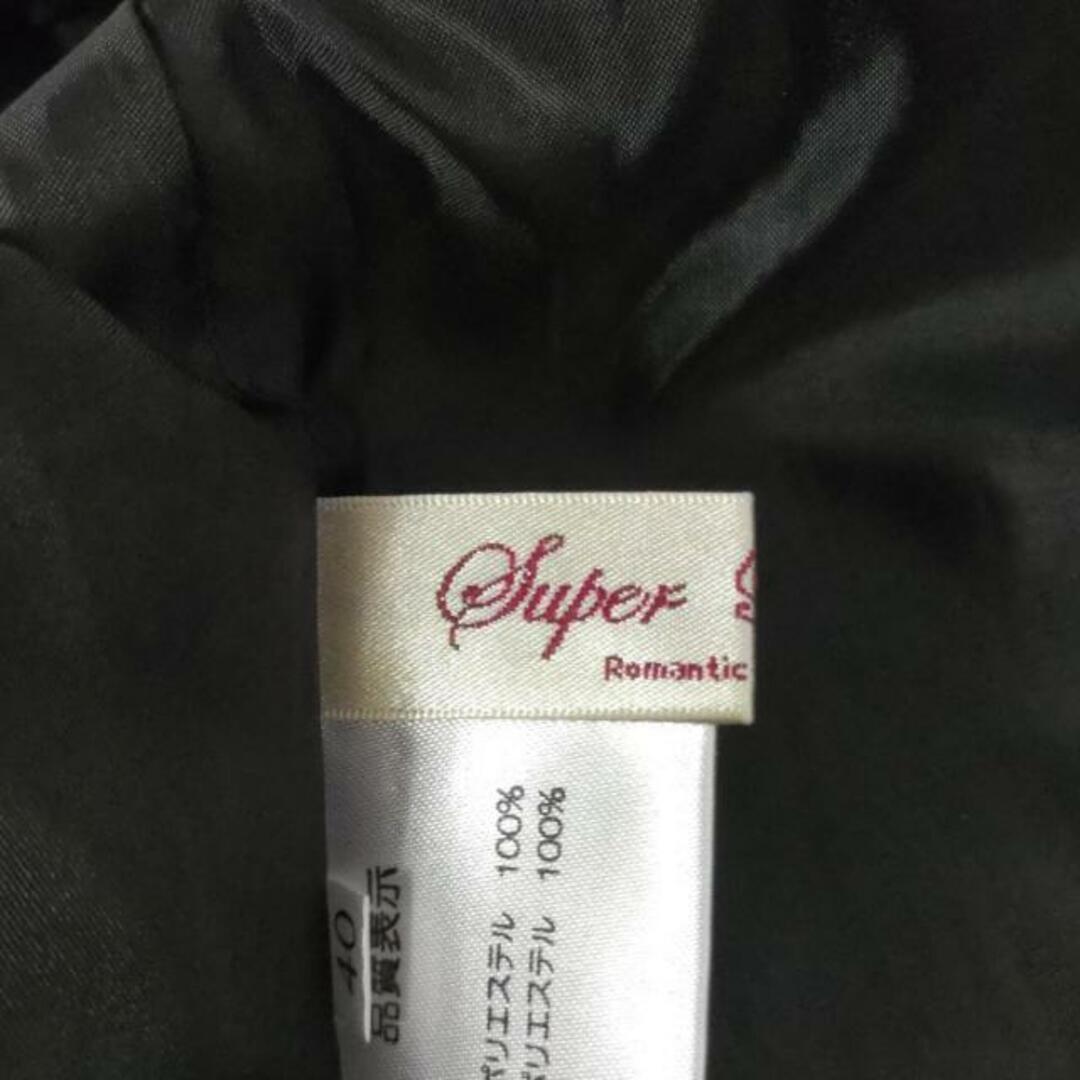 Super
Romantic
40
品質表示
ポリエステル 100%
ポリエステル 100%